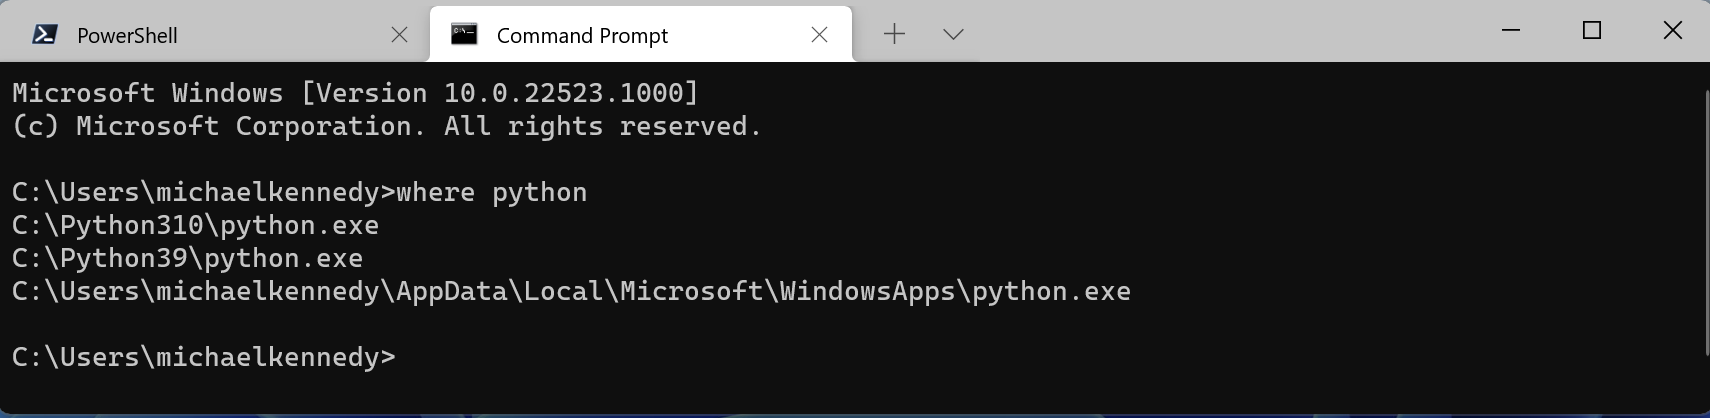 PowerShell
Command Prompt
Microsoft Windows [Version 10.0.22523.1000]
(c) Microsoft Corporation. All rights reserved.
C:\Users\michaelkennedy>where python
C:\Python310\python.exe
C:\Python39\python.exe
C:\Users\michaelkennedy\AppData\Local\Microsoft\WindowsApps\python.exe
C:\Users\michaelkennedy>